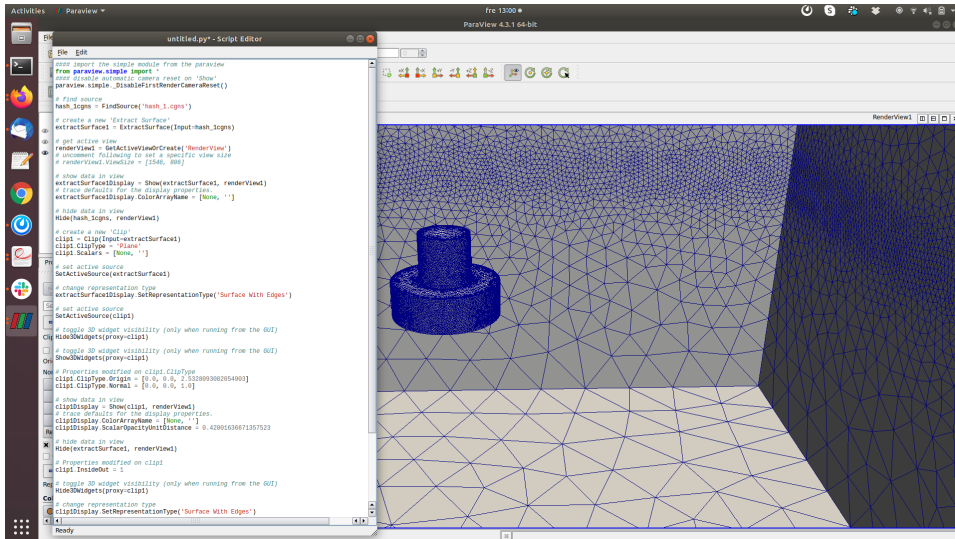 Activities
Paraview
fre 13:00
ParaView 4.3.1 64-bit
untitled.py* - Script Editor
File Edit
#### import the simple module from the paraview
from paraview.simple import *
#### disable automatic camera reset on 'Show'
paraview.simple._DisableFirstRenderCameraReset()
# find source
hash_1cgns = FindSource('hash_1.cgns')
# create a new 'Extract Surface'
extractSurface1 = ExtractSurface(Input=hash_1cgns)
# get active view
renderView1 = GetActiveViewOrCreate('RenderView')
# uncomment following to set a specific view size
# renderView1.ViewSize = [1546, 898]
# show data in view
extractSurface1Display = Show(extractSurface1, renderView1)
# trace defaults for the display properties.
extractSurface1Display.ColorArrayName = [None, '']
# hide data in view
Hide(hash_1cgns, renderView1)
# create a new 'Clip'
clip1 = Clip(Input=extractSurface1)
clip1.ClipType = 'Plane'
clip1.Scalars = [None, '']
# set active source
SetActiveSource(extractSurface1)
# change representation type
extractSurface1Display.SetRepresentationType('Surface With Edges')
# set active source
SetActiveSource(clip1)
# toggle 3D widget visibility (only when running from the GUI)
Hide3DWidgets(proxy=clip1)
# toggle 3D widget visibility (only when running from the GUI)
Show3DWidgets(proxy=clip1)
# Properties modified on clip1.ClipType
clip1.ClipType.Origin = [0.0, 0.0, 2.5328093082054903]
clip1.ClipType.Normal = [0.0, 0.0, 1.0]
# show data in view
clip1Display = Show(clip1, renderView1)
# trace defaults for the display properties.
clip1Display.ColorArrayName = [None, '']
clip1Display.ScalarOpacityUnitDistance = 0.42001636671357523
# hide data in view
Hide(extractSurface1, renderView1)
# Properties modified on clip1
clip1.InsideOut = 1
# toggle 3D widget visibility (only when running from the GUI)
Hide3DWidgets(proxy=clip1)
# change representation type
clip1Display.SetRepresentationType('Surface With Edges')
Ready
RenderView1